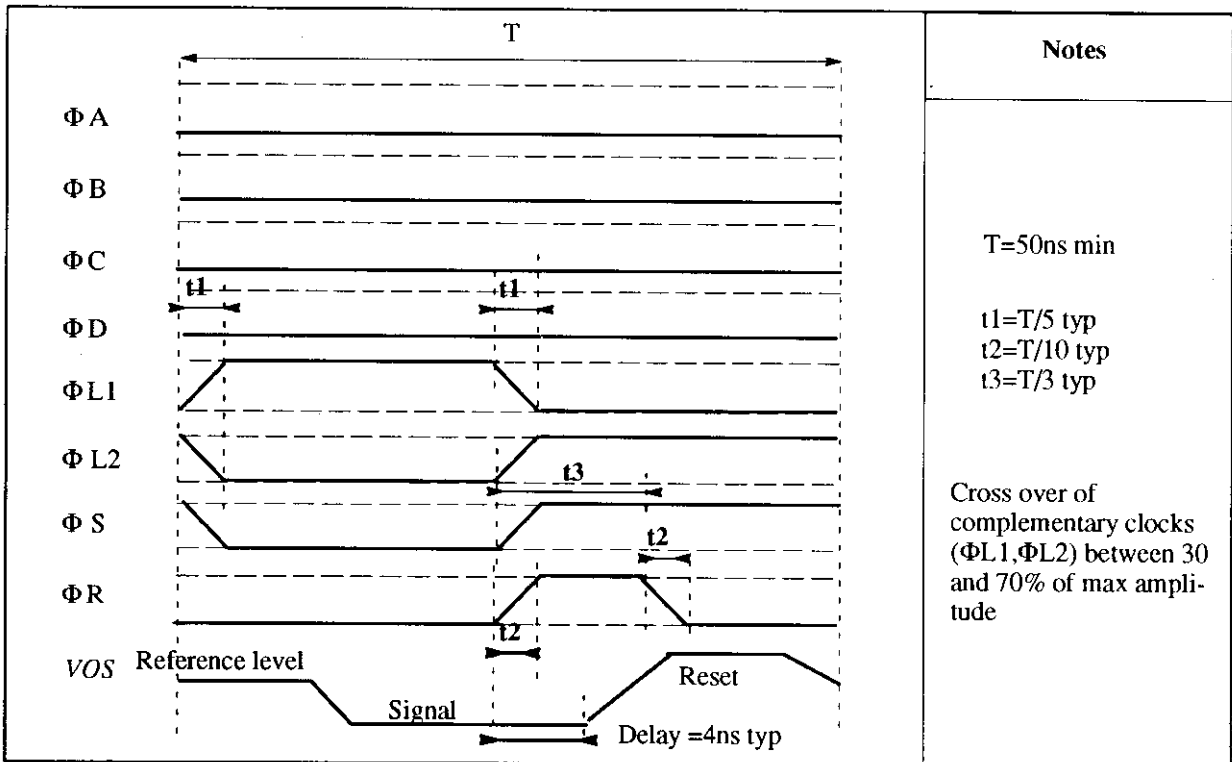 T
Notes
ΦA
ΦB
ΦC
t1
t1
ΦD
ΦL1
ΦL2
t3
ΦS
t2
ΦR
t2
VOS
Reference level
Signal
Reset
Delay =4ns typ
T=50ns min
t1=T/5 typ
t2=T/10 typ
t3=T/3 typ
Cross over of
complementary clocks
(ΦL1,ΦL2) between 30
and 70% of max ampli-
tude